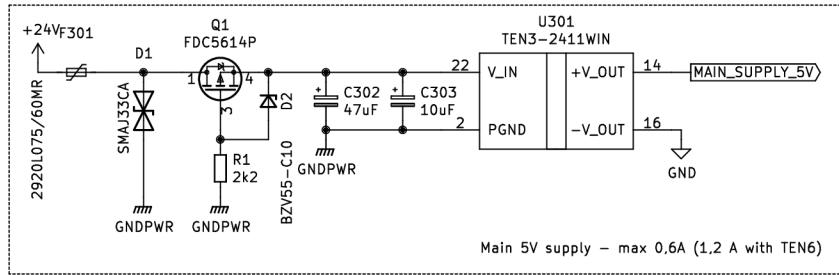 +24V
F301
2920L075/60MR
D1
SMAJ33CA
GNDPWR
Q1
FDC5614P
1
4
3
R1
2k2
GNDPWR
D2
BZV55-C10
C302
47uF
GNDPWR
C303
10uF
U301
TEN3-2411WIN
22
V_IN
2
PGND
+V_OUT
14
-V_OUT
16
MAIN_SUPPLY_5V
GND
Main 5V supply – max 0,6A (1,2 A with TEN6)